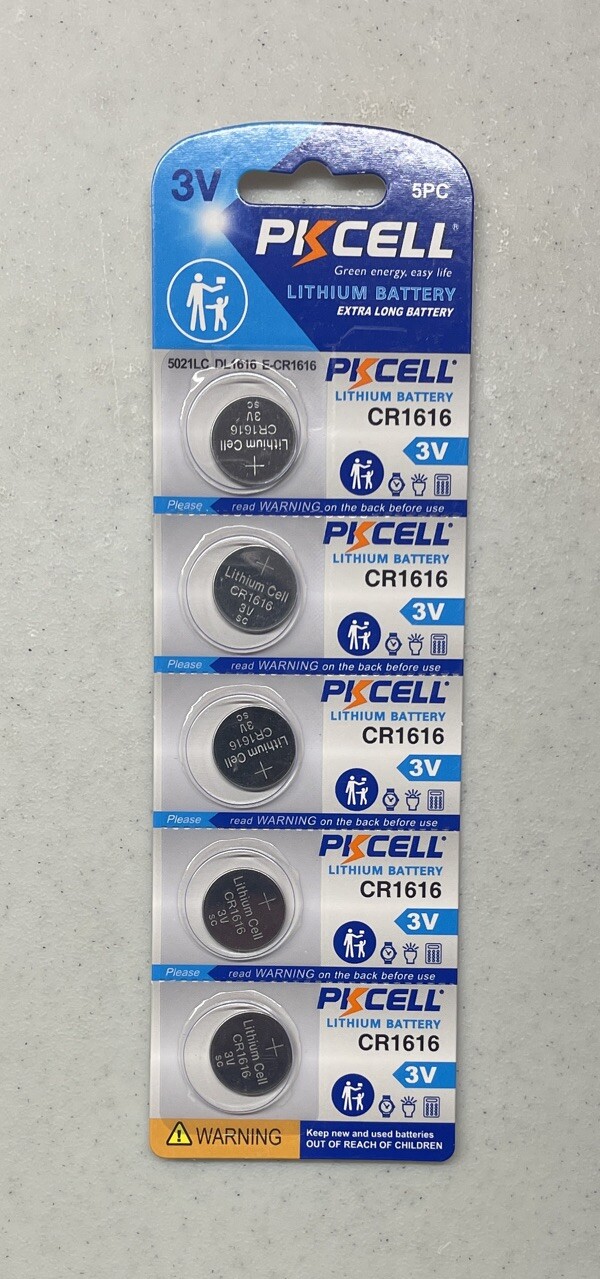 3V
5PC
PKCELL®
Green energy, easy life
LITHIUM BATTERY
EXTRA LONG BATTERY
5021LC DL1616 E-CR1616
PKCELL
LITHIUM BATTERY
CR1616
3V
+
Lithium Cell
CR1616
3V
SC
Please read WARNING on the back before use
PKCELL
LITHIUM BATTERY
CR1616
3V
+
Lithium Cell
CR1616
3V
SC
Please read WARNING on the back before use
PKCELL
LITHIUM BATTERY
CR1616
3V
+
Lithium Cell
CR1616
3V
SC
Please read WARNING on the back before use
PKCELL
LITHIUM BATTERY
CR1616
3V
+
Lithium Cell
CR1616
3V
SC
Please read WARNING on the back before use
PKCELL
LITHIUM BATTERY
CR1616
3V
+
Lithium Cell
CR1616
3V
SC
WARNING
Keep new and used batteries
OUT OF REACH OF CHILDREN